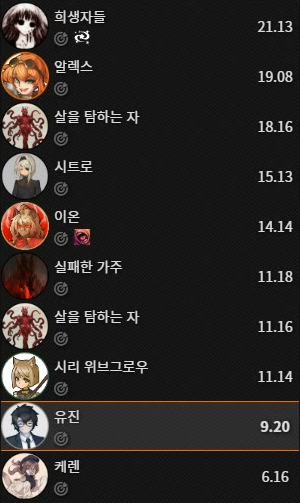 희생자들
21.13
알렉스
19.08
살을 탐하는 자
18.16
시트로
15.13
이온
14.14
실패한 가주
11.18
살을 탐하는 자
11.16
시리 위브그로우
11.14
유진
9.20
케렌
6.16